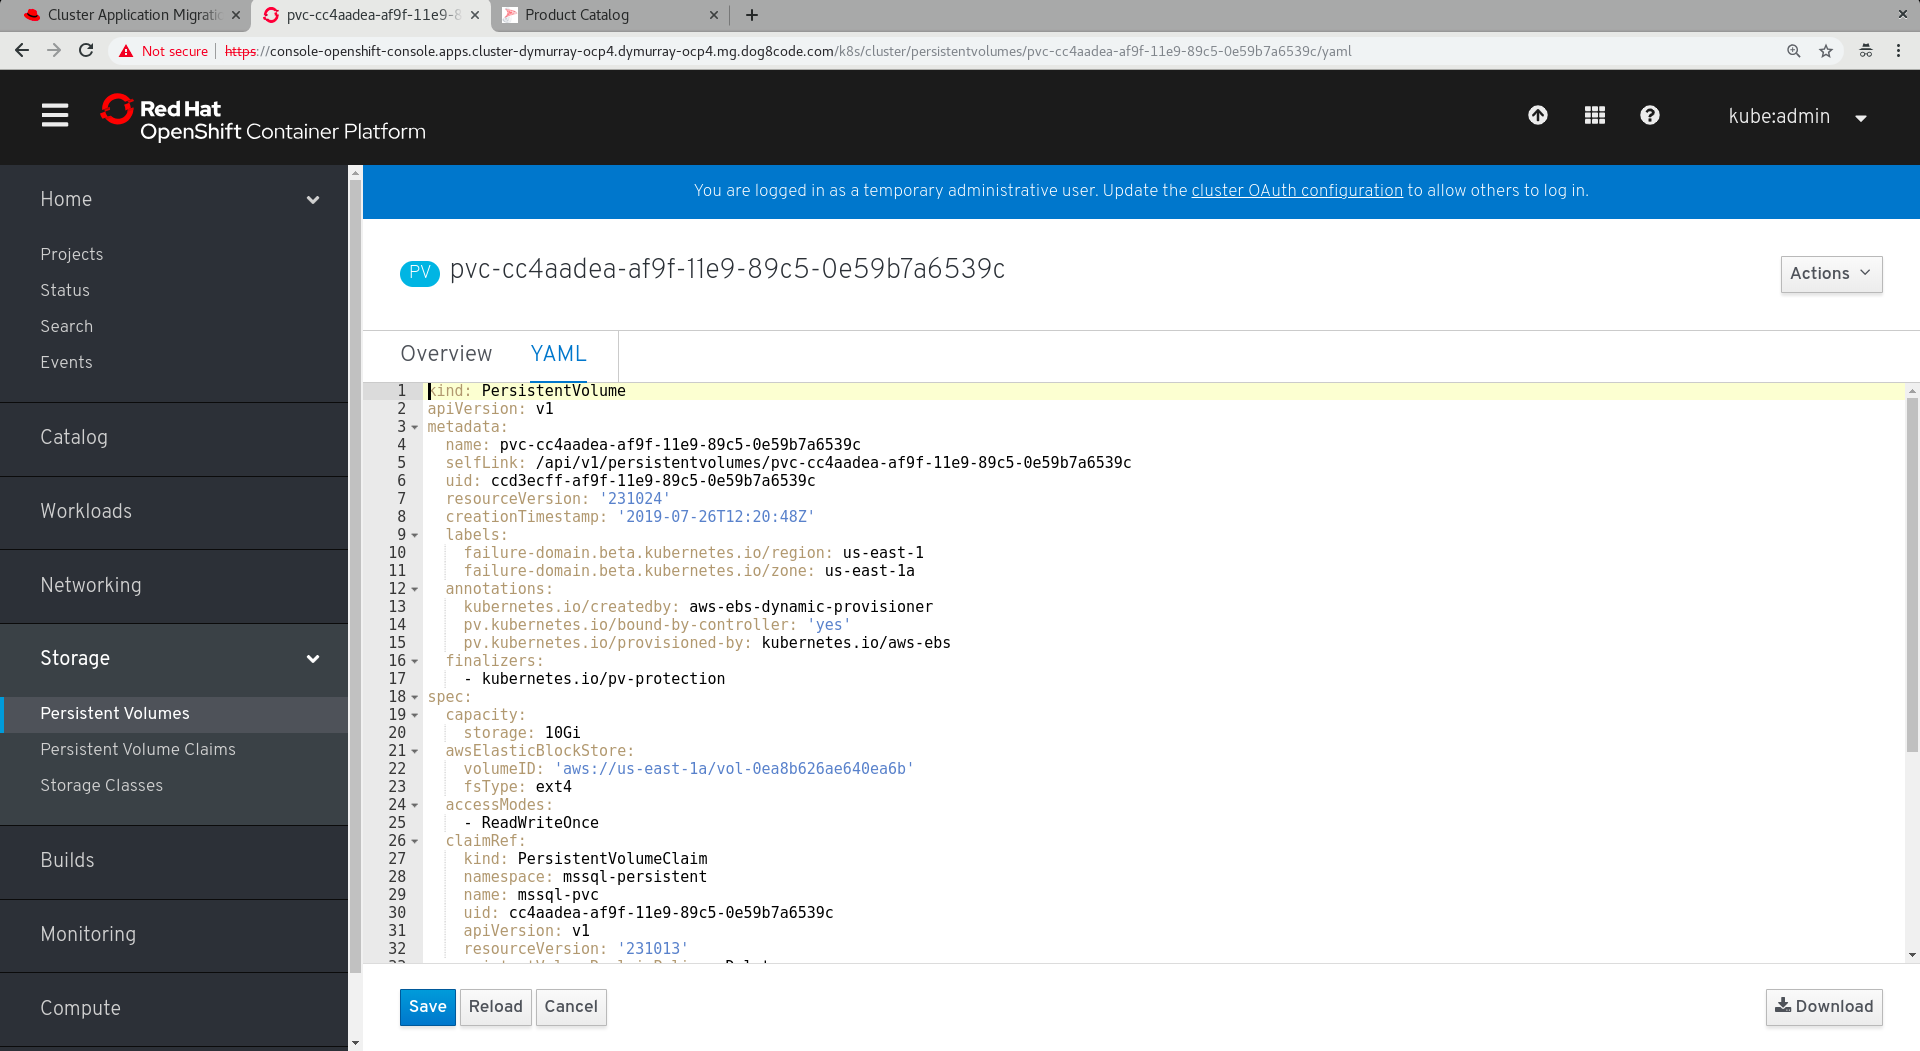 Cluster Application Migratio
pvc-cc4aadea-af9f-11e9-8
Product Catalog
Not secure
https://console-openshift-console.apps.cluster-dymurray-ocp4.dymurray-ocp4.mg.dog8code.com/k8s/cluster/persistentvolumes/pvc-cc4aadea-af9f-11e9-89c5-0e59b7a6539c/yaml
Red Hat
OpenShift Container Platform
kube:admin
Home
Projects
Status
Search
Events
Catalog
Workloads
Networking
Storage
Persistent Volumes
Persistent Volume Claims
Storage Classes
Builds
Monitoring
Compute
You are logged in as a temporary administrative user. Update the cluster OAuth configuration to allow others to log in.
PV pvc-cc4aadea-af9f-11e9-89c5-0e59b7a6539c
Actions
Overview YAML
1 kind: PersistentVolume
2 apiVersion: v1
3 metadata:
4 name: pvc-cc4aadea-af9f-11e9-89c5-0e59b7a6539c
5 selfLink: /api/v1/persistentvolumes/pvc-cc4aadea-af9f-11e9-89c5-0e59b7a6539c
6 uid: ccd3ecff-af9f-11e9-89c5-0e59b7a6539c
7 resourceVersion: '231024'
8 creationTimestamp: '2019-07-26T12:20:48Z'
9 labels:
10 failure-domain.beta.kubernetes.io/region: us-east-1
11 failure-domain.beta.kubernetes.io/zone: us-east-1a
12 annotations:
13 kubernetes.io/createdby: aws-ebs-dynamic-provisioner
14 pv.kubernetes.io/bound-by-controller: 'yes'
15 pv.kubernetes.io/provisioned-by: kubernetes.io/aws-ebs
16 finalizers:
17 - kubernetes.io/pv-protection
18 spec:
19 capacity:
20 storage: 10Gi
21 awsElasticBlockStore:
22 volumeID: 'aws://us-east-1a/vol-0ea8b626ae640ea6b'
23 fsType: ext4
24 accessModes:
25 - ReadWriteOnce
26 claimRef:
27 kind: PersistentVolumeClaim
28 namespace: mssql-persistent
29 name: mssql-pvc
30 uid: cc4aadea-af9f-11e9-89c5-0e59b7a6539c
31 apiVersion: v1
32 resourceVersion: '231013'
Save
Reload
Cancel
Download